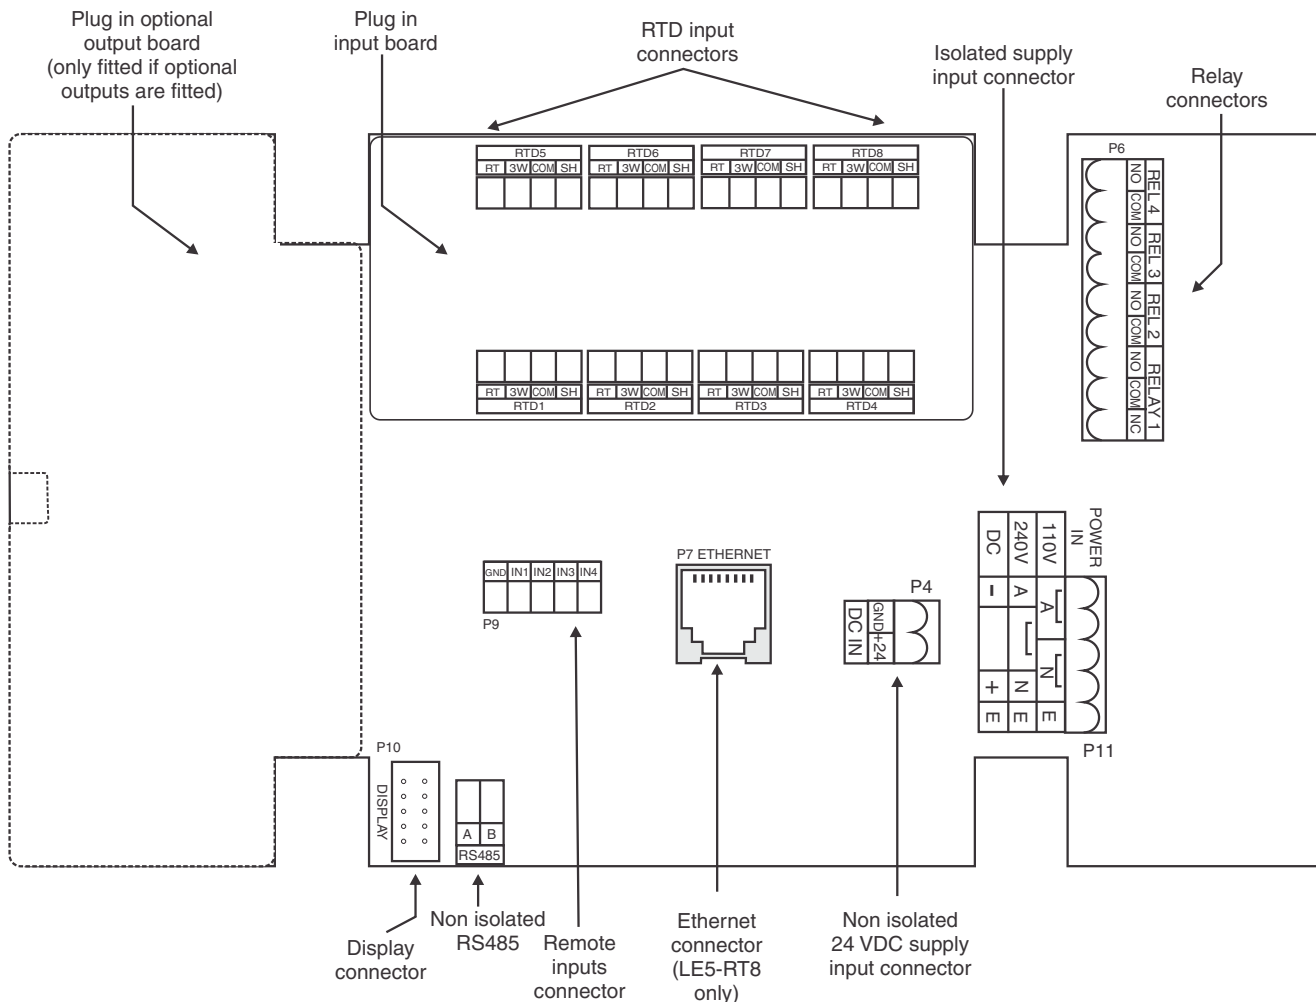 Plug in optional
output board
(only fitted if optional
outputs are fitted)
Plug in
input board
RTD input
connectors
Isolated supply
input connector
Relay
connectors
RTD5 RTD6 RTD7 RTD8
RT 3W COM SH RT 3W COM SH RT 3W COM SH RT 3W COM SH
RT 3W COM SH RT 3W COM SH RT 3W COM SH RT 3W COM SH
RTD1 RTD2 RTD3 RTD4
P6
NO COM NO COM NO COM NO COM NC
REL 4 REL 3 REL 2 RELAY 1
POWER
IN
110V A N E
240V A N E
DC - + E
P11
P7 ETHERNET
GND IN1 IN2 IN3 IN4
P9
P4
GND +24
DC IN
P10
DISPLAY
A B
RS485
Display
connector
Non isolated
RS485
Remote
inputs
connector
Ethernet
connector
(LE5-RT8
only)
Non isolated
24 VDC supply
input connector